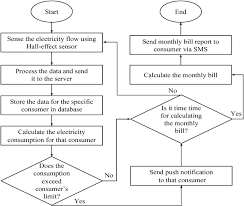 Start
Sense the electricity flow using
Hall-effect sensor
Process the data and send
it to the server
Store the data for the specific
consumer in database
Calculate the electricity
consumption for that consumer
Does the
consumption
exceed
consumer's
limit?
No
Yes
End
Send monthly bill report to
consumer via SMS
Calculate the monthly bill
Yes
No
Is it time time
for calculating
the monthly
bill?
Send push notification
to that consumer